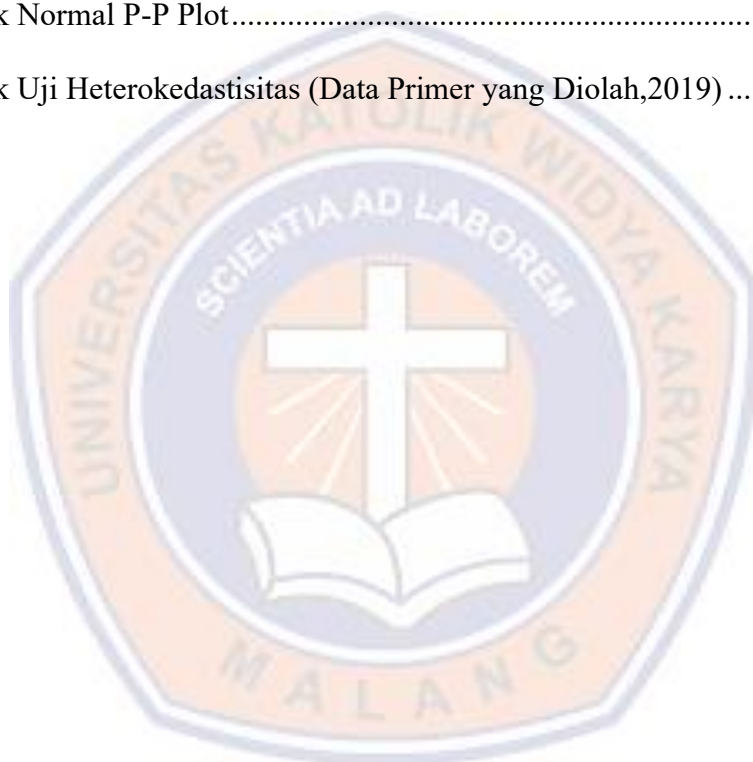 k Normal P-P Plot................................................................
k Uji Heterokedastisitas (Data Primer yang Diolah,2019) ...
UNIVERSITAS KATOLIK WIDYA KARYA
SCIENTIA AD LABOREM
MALANG